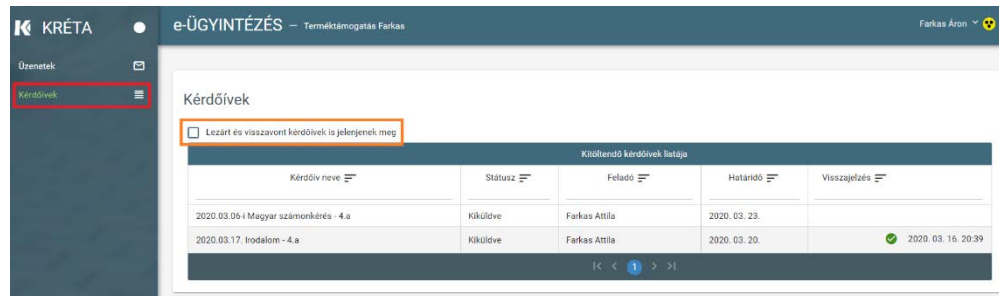 KRÉTA
e-ÜGYINTÉZÉS – Terméktámogatás Farkas
Farkas Áron
Üzenetek
Kérdőívek
Kérdőívek
Lezárt és visszavont kérdőívek is jelenjenek meg
Kitöltendő kérdőívek listája
Kérdőív neve Státusz Feladó Határidő Visszajelzés
2020.03.06-i Magyar számonkérés - 4.a Kiküldve Farkas Attila 2020. 03. 23.
2020.03.17. Irodalom - 4.a Kiküldve Farkas Attila 2020. 03. 20. 2020. 03. 16. 20:39
1